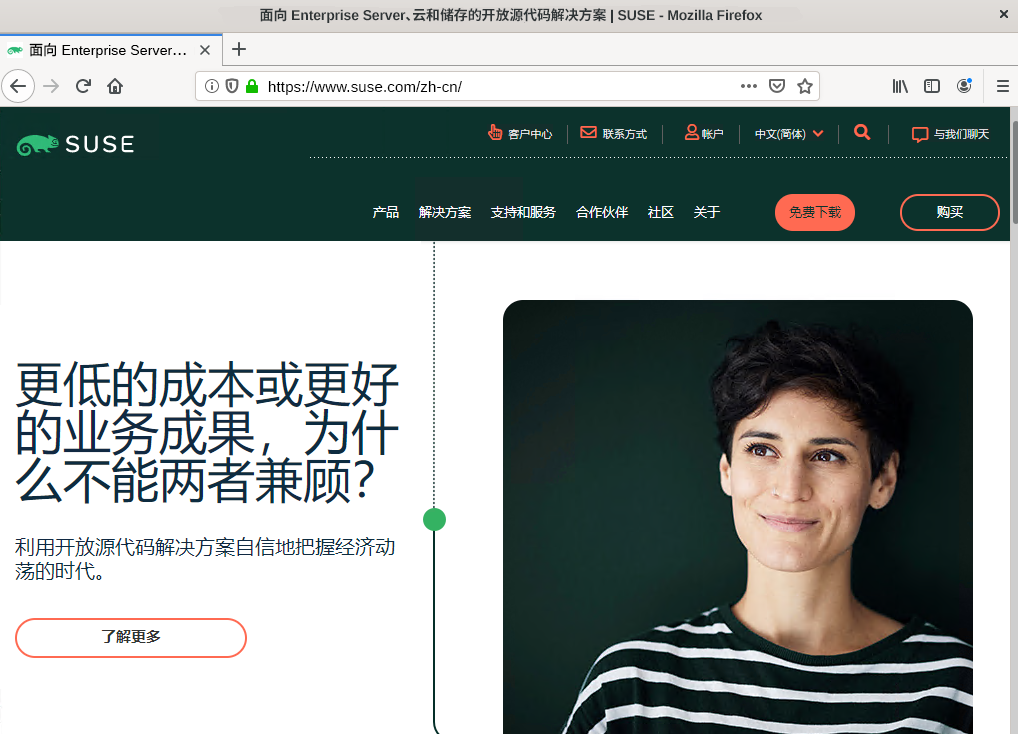 面向 Enterprise Server、云和储存的开放源代码解决方案 | SUSE - Mozilla Firefox
面向 Enterprise Server…
https://www.suse.com/zh-cn/
SUSE
客户中心
联系方式
帐户
中文(简体)
与我们聊天
产品
解决方案
支持和服务
合作伙伴
社区
关于
免费下载
购买
更低的成本或更好
的业务成果，为什
么不能两者兼顾？
利用开放源代码解决方案自信地把握经济动
荡的时代。
了解更多